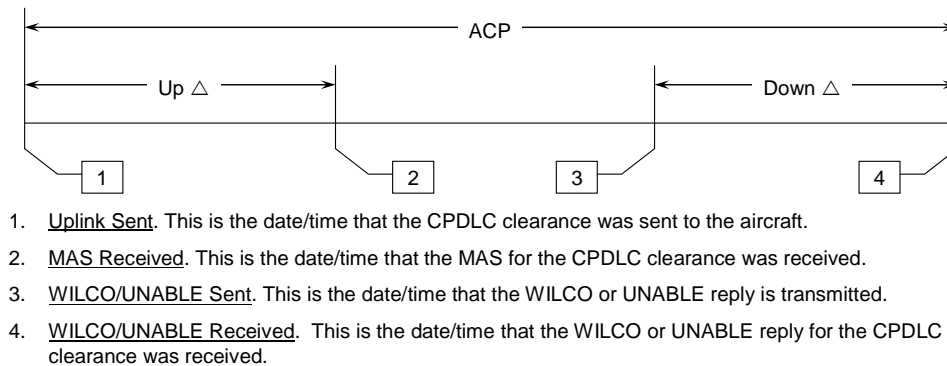 ACP
Up △
Down △
1
2
3
4
1. Uplink Sent. This is the date/time that the CPDLC clearance was sent to the aircraft.
2. MAS Received. This is the date/time that the MAS for the CPDLC clearance was received.
3. WILCO/UNABLE Sent. This is the date/time that the WILCO or UNABLE reply is transmitted.
4. WILCO/UNABLE Received. This is the date/time that the WILCO or UNABLE reply for the CPDLC
clearance was received.